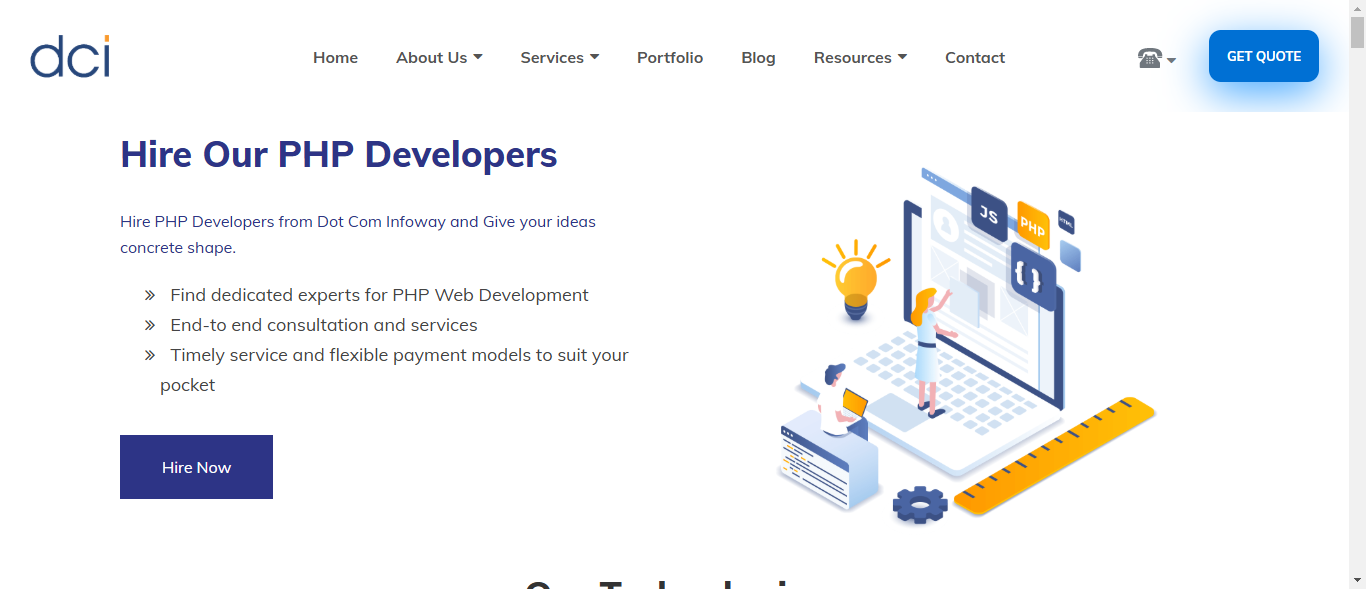 dci
Home About Us Services Portfolio Blog Resources Contact GET QUOTE
Hire Our PHP Developers
Hire PHP Developers from Dot Com Infoway and Give your ideas
concrete shape.
» Find dedicated experts for PHP Web Development
» End-to end consultation and services
» Timely service and flexible payment models to suit your
pocket
Hire Now
JS
PHP
HTML
{ }